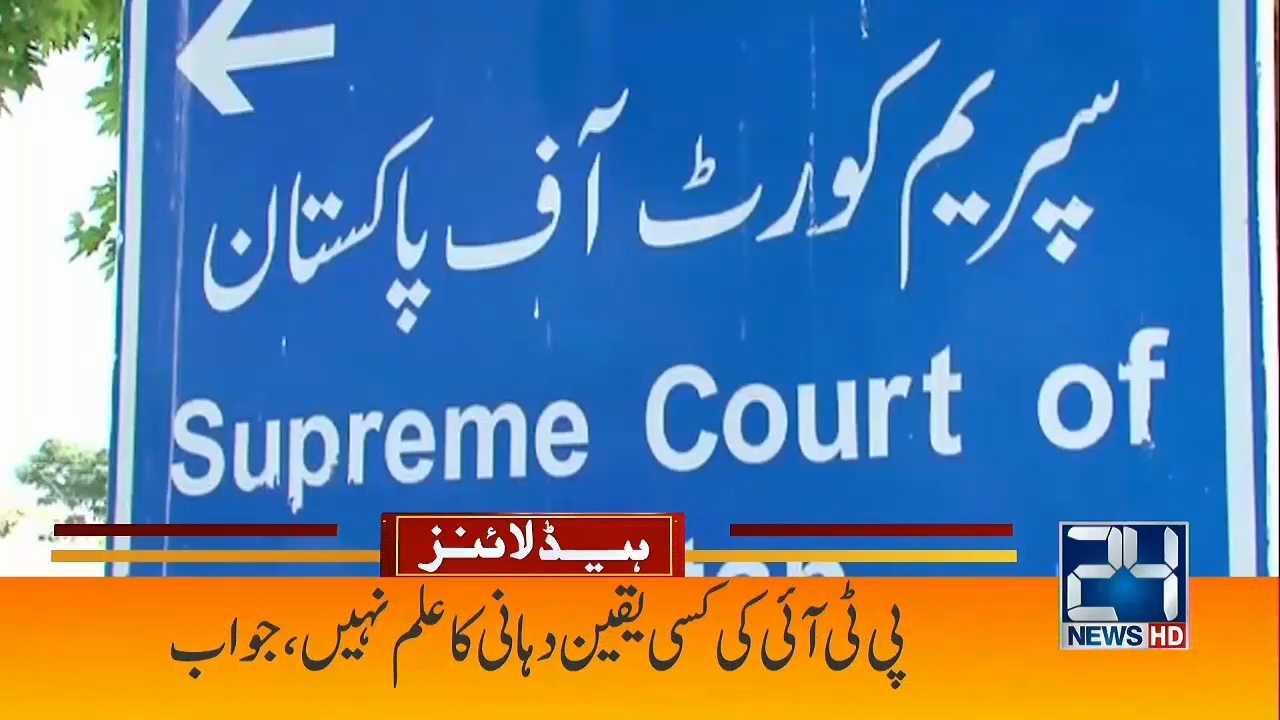 سپریم کورٹ آف پاکستان
Supreme Court of
ہیڈلائنز
پی ٹی آئی کی کسی یقین دہانی کا علم نہیں، جواب
24
NEWS HD